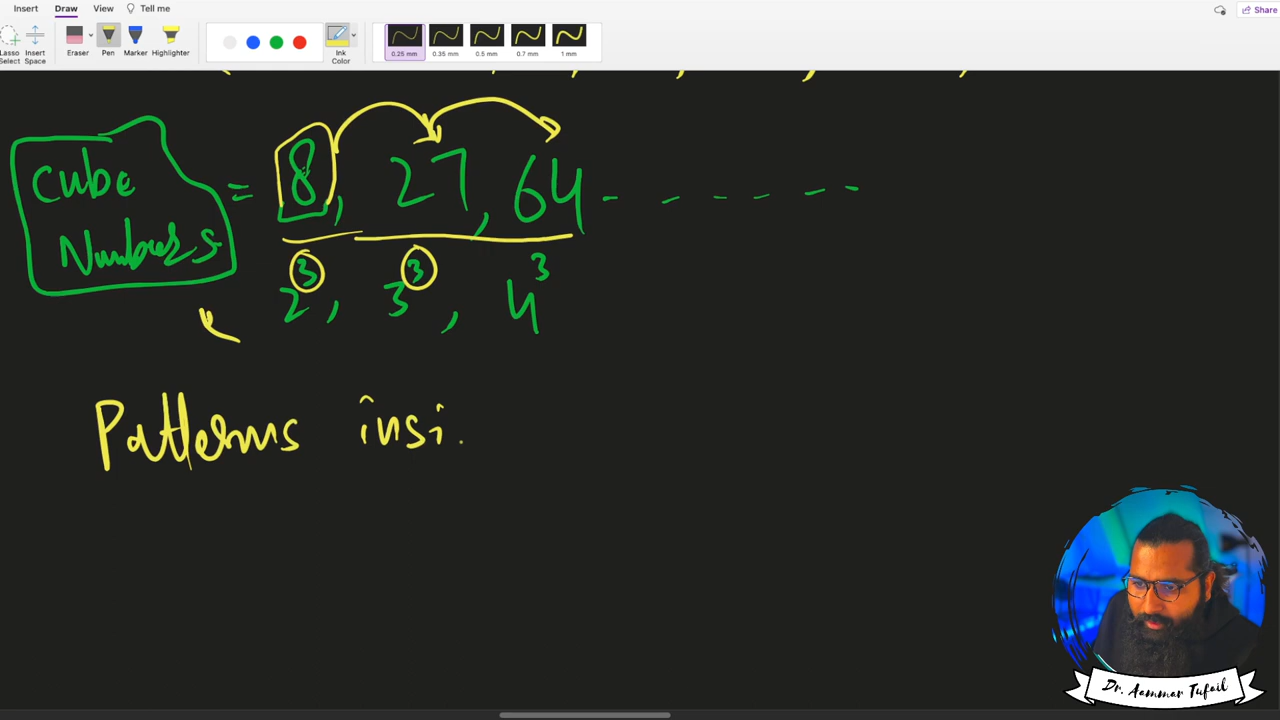 Insert Draw View Tell me Share
Lasso Select Insert Space Eraser Pen Marker Highlighter Ink Color 0.25 mm 0.35 mm 0.5 mm 0.7 mm 1 mm
Cube Numbers = 8, 27, 64 - - - - - -
2³, 3³, 4³
Patterns insi
Dr. Aammar Tufail